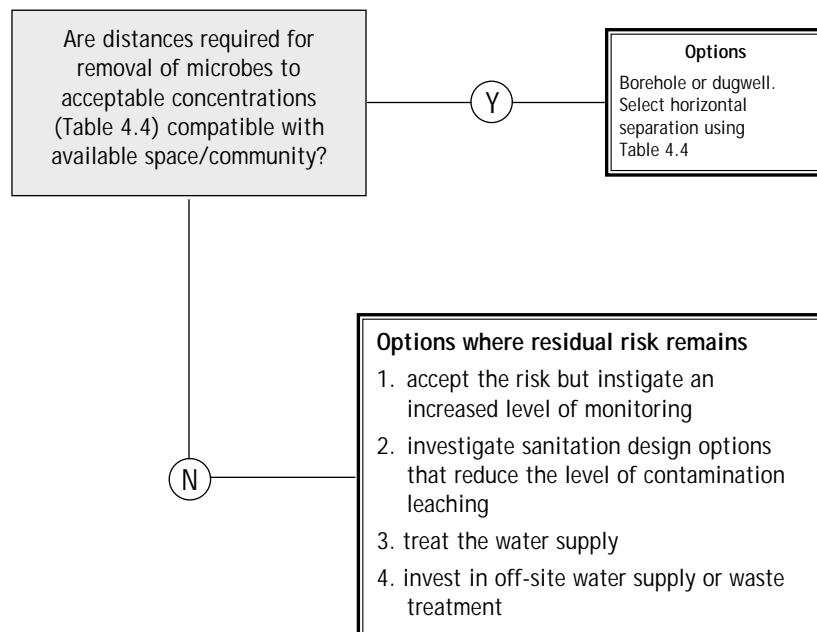 Are distances required for
removal of microbes to
acceptable concentrations
(Table 4.4) compatible with
available space/community?
Y
Options
Borehole or dugwell.
Select horizontal
separation using
Table 4.4
N
Options where residual risk remains
1. accept the risk but instigate an
increased level of monitoring
2. investigate sanitation design options
that reduce the level of contamination
leaching
3. treat the water supply
4. invest in off-site water supply or waste
treatment